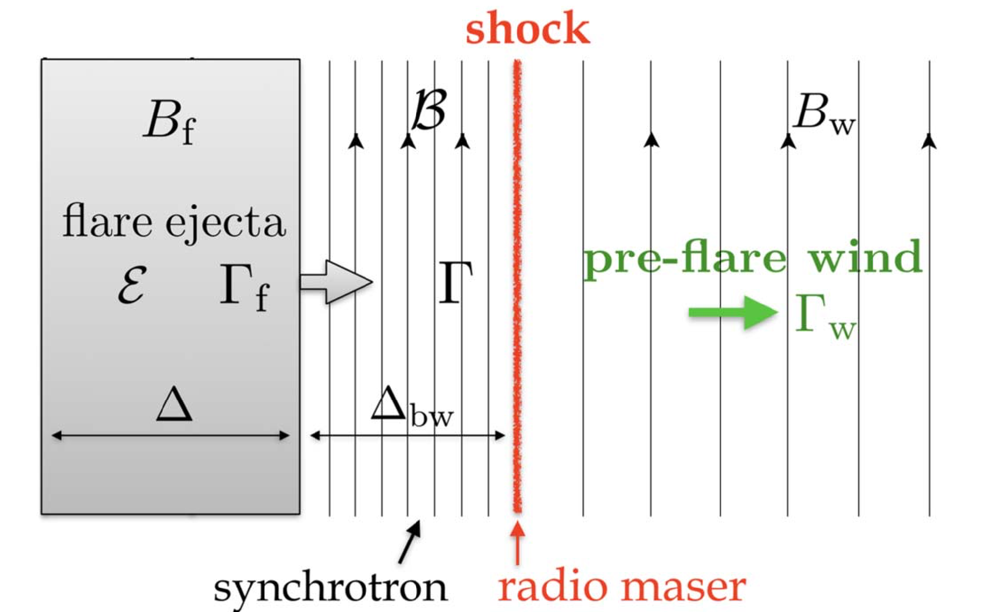 shock
B_f
ℬ
B_w
flare ejecta
ℰ Γ_f
Γ
pre-flare wind
Γ_w
Δ
Δ_bw
synchrotron
radio maser